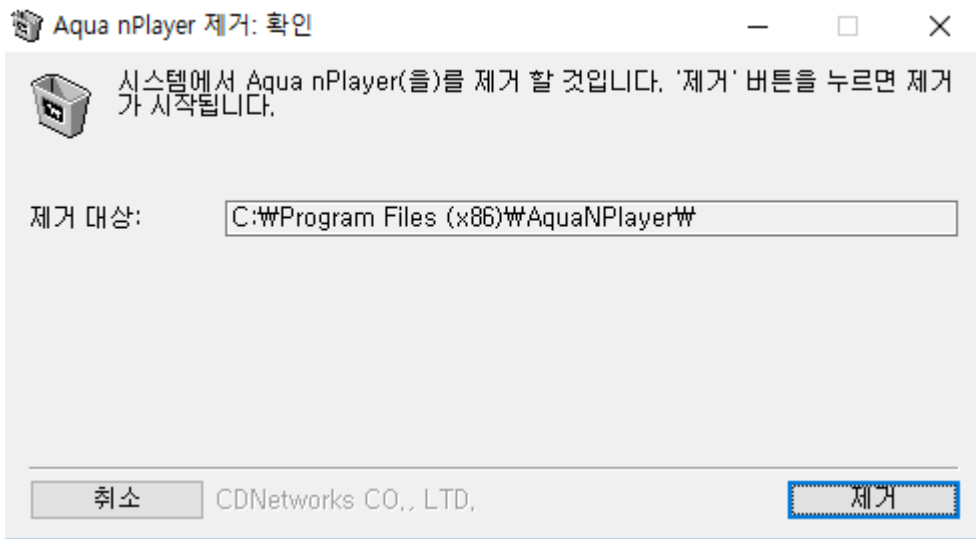 Aqua nPlayer 제거: 확인
시스템에서 Aqua nPlayer(을)를 제거 할 것입니다. '제거' 버튼을 누르면 제거
가 시작됩니다.
제거 대상: C:₩Program Files (x86)₩AquaNPlayer₩
취소 CDNetworks CO., LTD. 제거